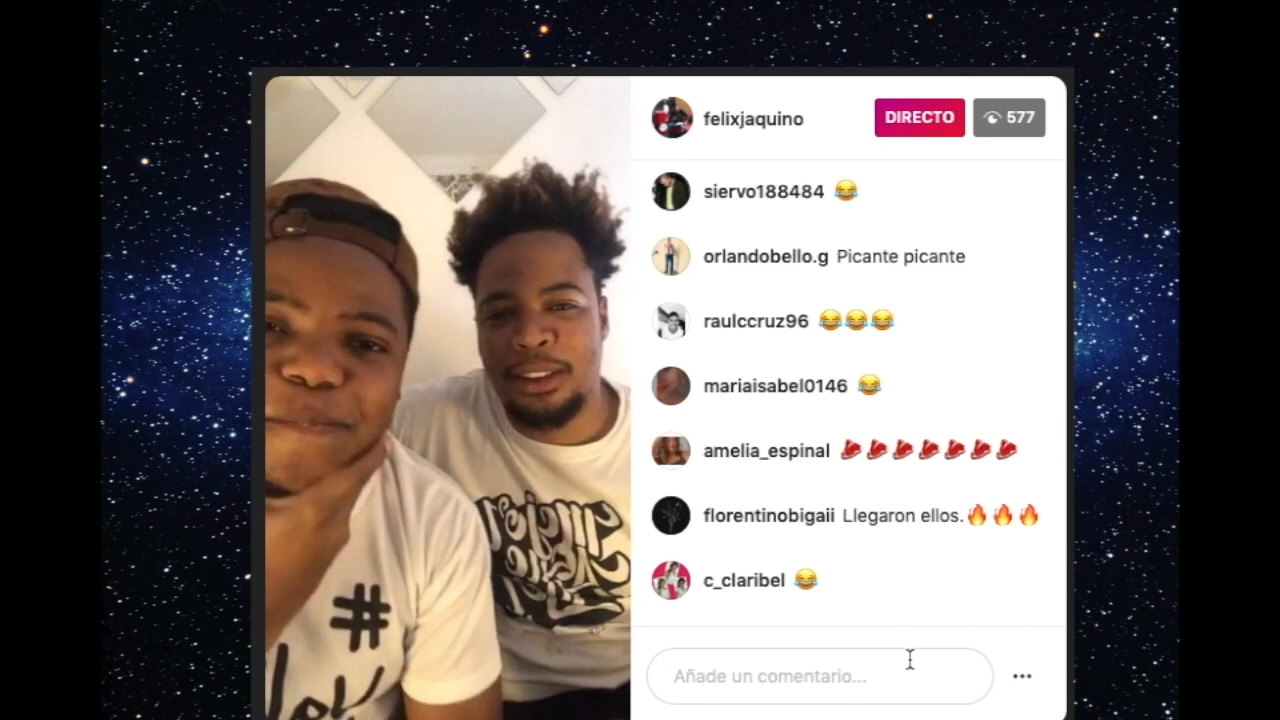 felixjaquino
DIRECTO
577
siervo188484 😂
orlandobello.g Picante picante
raulccruz96 😂😂😂
mariaisabel0146 😂
amelia_espinal 🥩🥩🥩🥩🥩🥩🥩
florentinobigaii Llegaron ellos.🔥🔥🔥
c_claribel 😂
Añade un comentario...
#